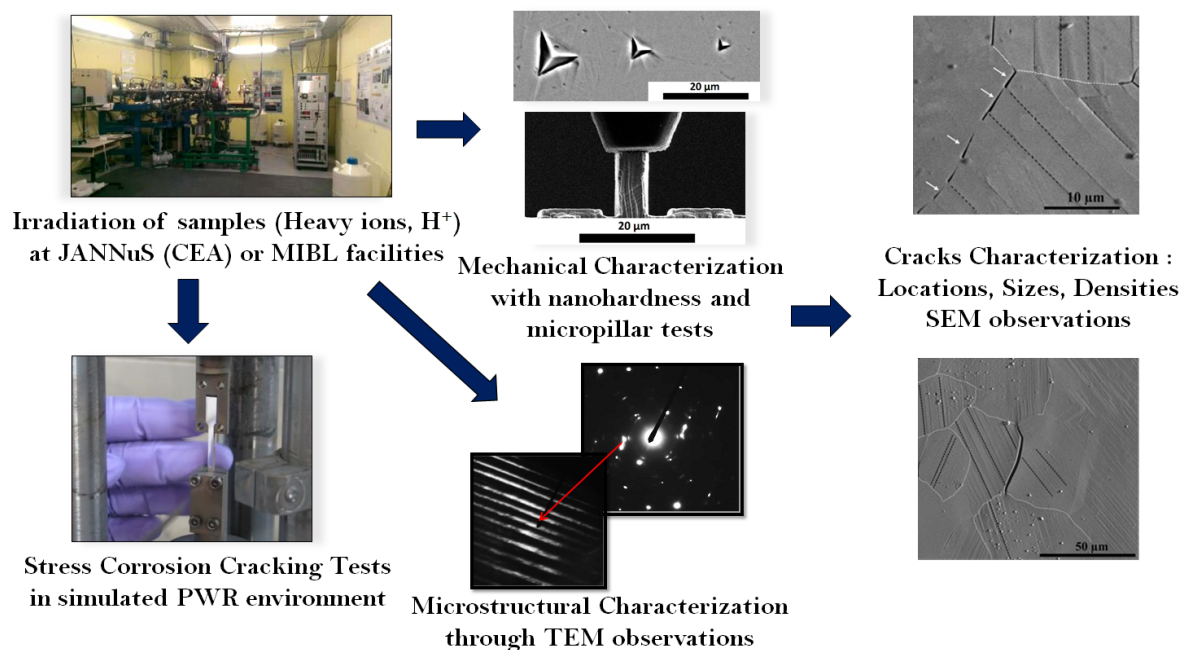 20 µm
20 µm
Irradiation of samples (Heavy ions, H⁺)
at JANNuS (CEA) or MIBL facilities
Mechanical Characterization
with nanohardness and
micropillar tests
10 µm
Cracks Characterization :
Locations, Sizes, Densities
SEM observations
Stress Corrosion Cracking Tests
in simulated PWR environment
Microstructural Characterization
through TEM observations
50 µm